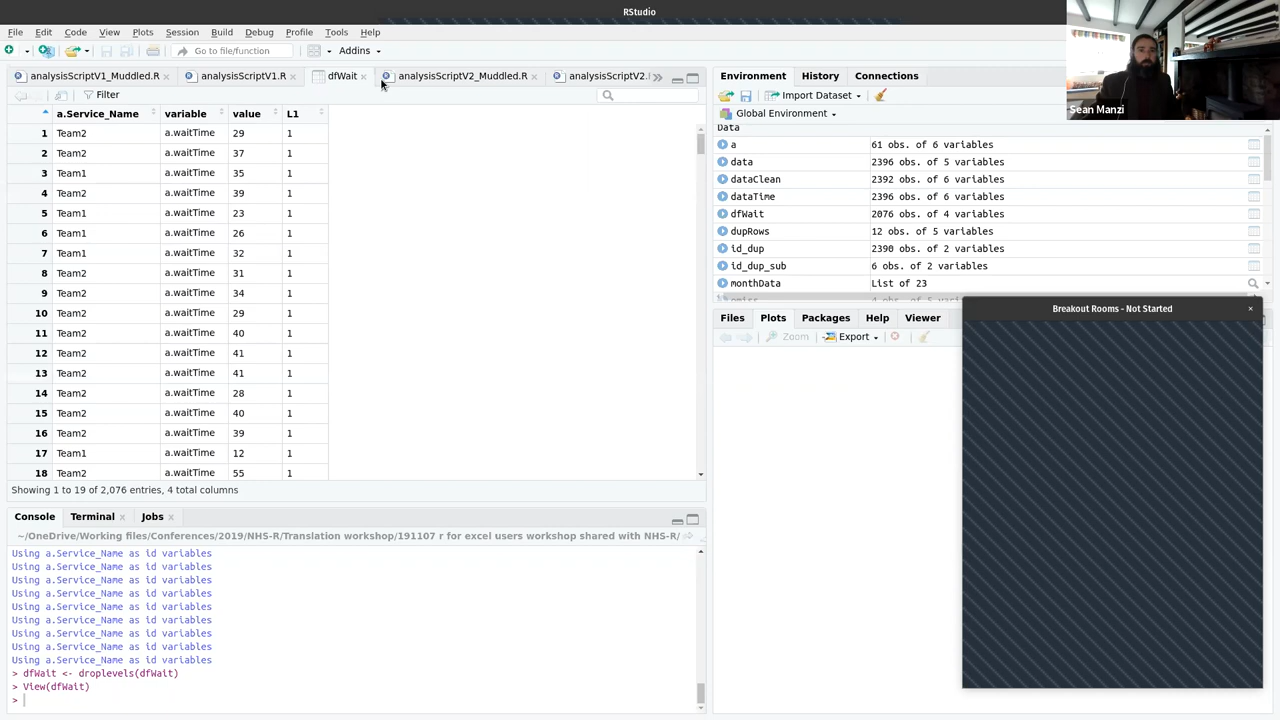 RStudio
File Edit Code View Plots Session Build Debug Profile Tools Help
Go to file/function Addins
Sean Manzi
analysisScriptV1_Muddled.R analysisScriptV1.R dfWait analysisScriptV2_Muddled.R analysisScriptV2.
Filter
a.Service_Name variable value L1
1 Team2 a.waitTime 29 1
2 Team2 a.waitTime 37 1
3 Team1 a.waitTime 35 1
4 Team2 a.waitTime 39 1
5 Team1 a.waitTime 23 1
6 Team1 a.waitTime 26 1
7 Team1 a.waitTime 32 1
8 Team2 a.waitTime 31 1
9 Team2 a.waitTime 34 1
10 Team2 a.waitTime 29 1
11 Team2 a.waitTime 40 1
12 Team2 a.waitTime 41 1
13 Team2 a.waitTime 41 1
14 Team2 a.waitTime 28 1
15 Team2 a.waitTime 40 1
16 Team2 a.waitTime 39 1
17 Team1 a.waitTime 12 1
18 Team2 a.waitTime 55 1
Showing 1 to 19 of 2,076 entries, 4 total columns
Console Terminal Jobs
~/OneDrive/Working files/Conferences/2019/NHS-R/Translation workshop/191107 r for excel users workshop shared with NHS-R/
Using a.Service_Name as id variables
Using a.Service_Name as id variables
Using a.Service_Name as id variables
Using a.Service_Name as id variables
Using a.Service_Name as id variables
Using a.Service_Name as id variables
Using a.Service_Name as id variables
Using a.Service_Name as id variables
Using a.Service_Name as id variables
> dfWait <- droplevels(dfWait)
> View(dfWait)
>
Environment History Connections
Import Dataset
Global Environment
Data
a 61 obs. of 6 variables
data 2396 obs. of 5 variables
dataClean 2392 obs. of 6 variables
dataTime 2396 obs. of 6 variables
dfWait 2076 obs. of 4 variables
dupRows 12 obs. of 5 variables
id_dup 2390 obs. of 2 variables
id_dup_sub 6 obs. of 2 variables
monthData List of 23
Files Plots Packages Help Viewer
Zoom Export
Breakout Rooms - Not Started